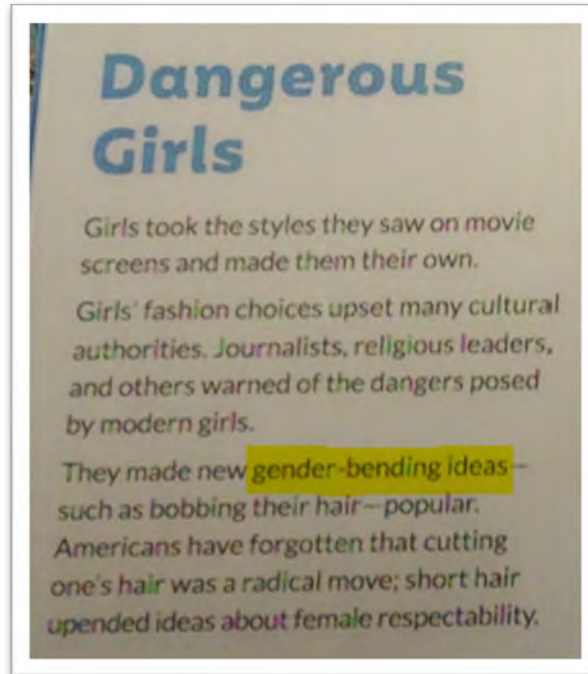 Dangerous
Girls
Girls took the styles they saw on movie
screens and made them their own.
Girls' fashion choices upset many cultural
authorities. Journalists, religious leaders,
and others warned of the dangers posed
by modern girls.
They made new gender-bending ideas—
such as bobbing their hair—popular.
Americans have forgotten that cutting
one's hair was a radical move; short hair
upended ideas about female respectability.